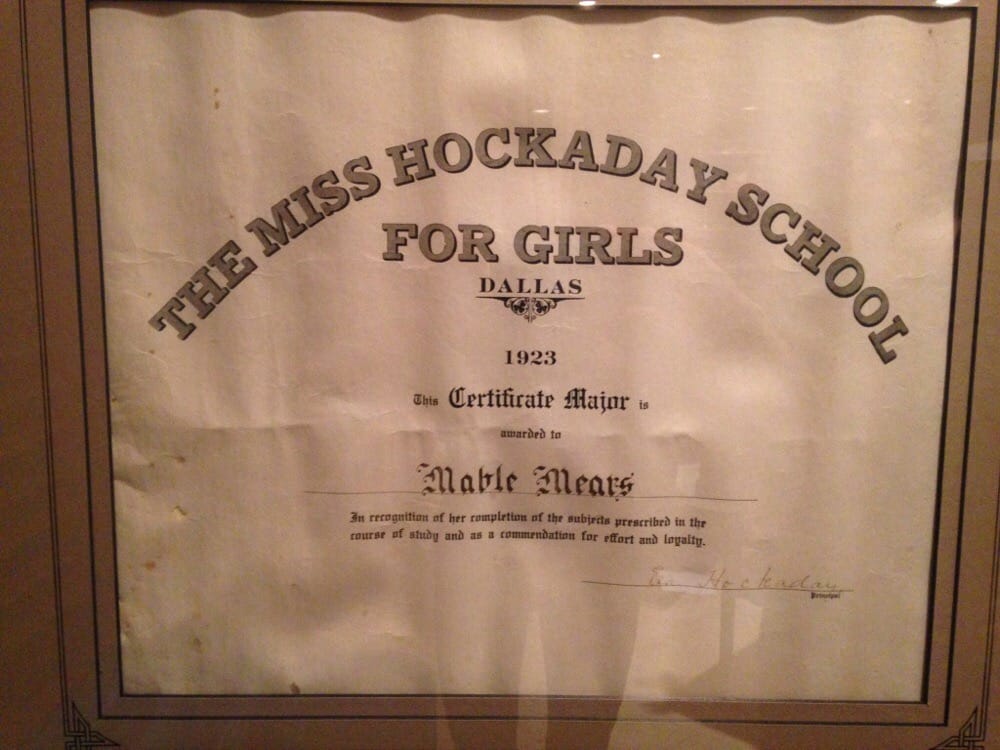 THE MISS HOCKADAY SCHOOL
FOR GIRLS
DALLAS
1923
This Certificate Major is
awarded to
Mable Mears
In recognition of her completion of the subjects prescribed in the
course of study and as a commendation for effort and loyalty.
Ela Hockaday
Principal